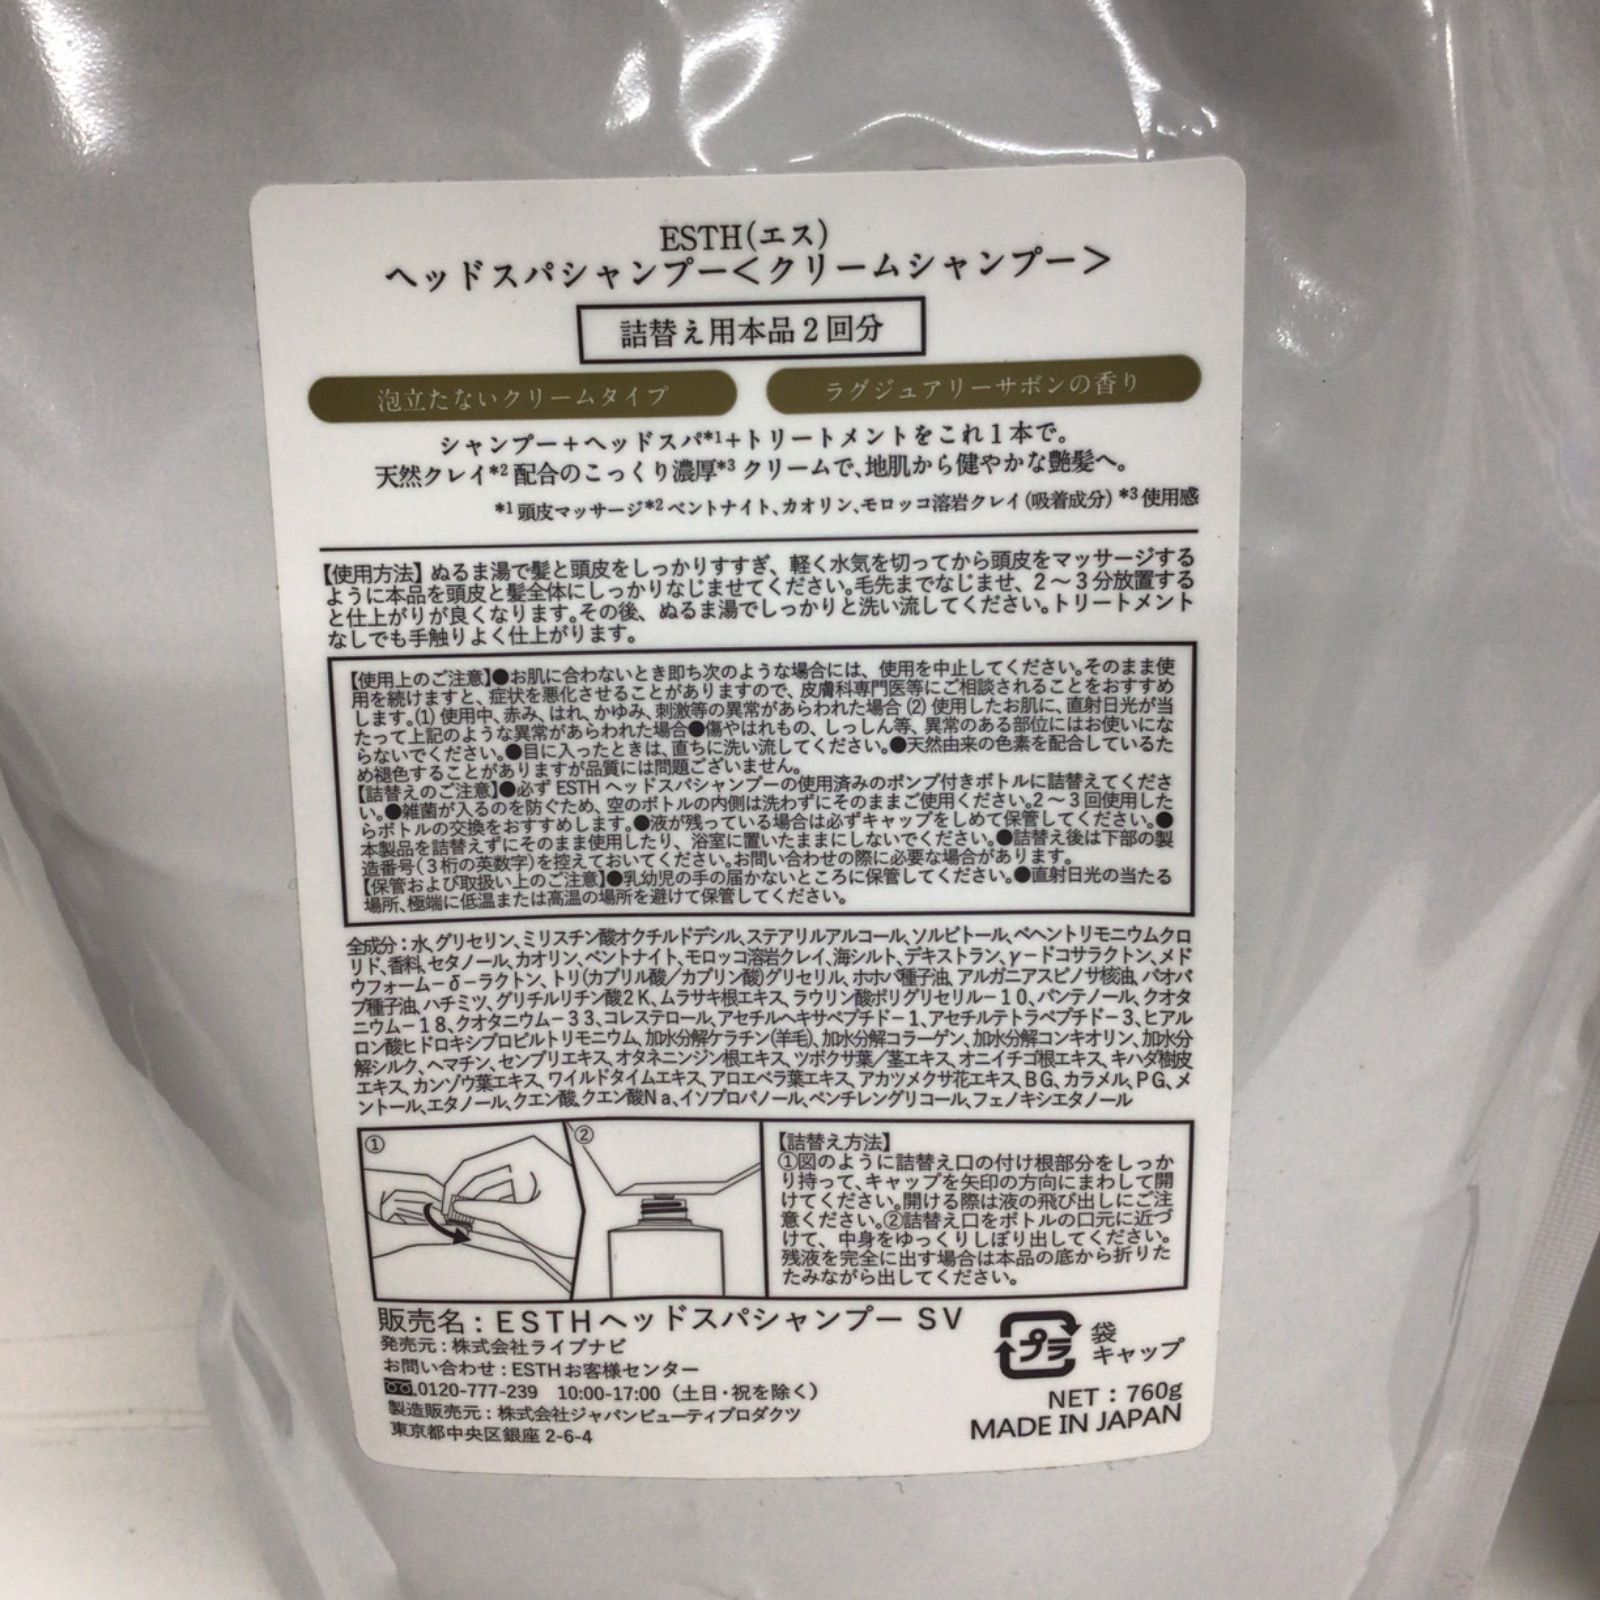 ESTH(エス)
ヘッドスパシャンプー＜クリームシャンプー＞
詰替え用本品2回分
泡立たないクリームタイプ
ラグジュアリーサボンの香り
シャンプー＋ヘッドスパ*1＋トリートメントをこれ1本で。
天然クレイ*2配合のこっくり濃厚*3クリームで、地肌から健やかな艶髪へ。
*1頭皮マッサージ*2ベントナイト、カオリン、モロッコ溶岩クレイ(吸着成分)*3使用感
【使用方法】ぬるま湯で髪と頭皮をしっかりすすぎ、軽く水気を切ってから頭皮をマッサージする
ように本品を頭皮と髪全体にしっかりなじませてください。毛先までなじませ、2〜3分放置する
と仕上がりが良くなります。その後、ぬるま湯でしっかりと洗い流してください。トリートメント
なしでも手触りよく仕上がります。
【使用上のご注意】●お肌に合わないとき即ち次のような場合には、使用を中止してください。そのまま使
用を続けますと、症状を悪化させることがありますので、皮膚科専門医等にご相談されることをおすすめ
します。(1)使用中、赤み、はれ、かゆみ、刺激等の異常があらわれた場合(2)使用したお肌に、直射日光が当
たって上記のような異常があらわれた場合●傷やはれもの、しっしん等、異常のある部位にはお使いにな
らないでください。●目に入ったときは、直ちに洗い流してください。●天然由来の色素を配合しているた
め褪色することがありますが品質には問題ございません。
【詰替えのご注意】●必ずESTHヘッドスパシャンプーの使用済みのポンプ付きボトルに詰替えてくださ
い。●雑菌が入るのを防ぐため、空のボトルの内側は洗わずにそのままご使用ください。2〜3回使用した
らボトルの交換をおすすめします。●液が残っている場合は必ずキャップをしめて保管してください。●
本製品を詰替えずにそのまま使用したり、浴室に置いたままにしないでください。●詰替え後は下部の製
造番号(3桁の英数字)を控えておいてください。お問い合わせの際に必要な場合があります。
【保管および取扱い上のご注意】●乳幼児の手の届かないところに保管してください。●直射日光の当たる
場所、極端に低温または高温の場所を避けて保管してください。
全成分：水、グリセリン、ミリスチン酸オクチルドデシル、ステアリルアルコール、ソルビトール、ベヘントリモニウムクロ
リド、香料、セタノール、カオリン、ベントナイト、モロッコ溶岩クレイ、海シルト、デキストラン、γ－ドコサラクトン、メド
ウフォーム－δ－ラクトン、トリ(カプリル酸／カプリン酸)グリセリル、ホホバ種子油、アルガニアスピノサ核油、バオバ
ブ種子油、ハチミツ、グリチルリチン酸2K、ムラサキ根エキス、ラウリン酸ポリグリセリル－10、パンテノール、クオタ
ニウム－18、クオタニウム－33、コレステロール、アセチルヘキサペプチド－1、アセチルテトラペプチド－3、ヒアル
ロン酸ヒドロキシプロピルトリモニウム、加水分解ケラチン(羊毛)、加水分解コラーゲン、加水分解コンキオリン、加水分
解シルク、ヘマチン、センブリエキス、オタネニンジン根エキス、ツボクサ葉／茎エキス、オニイチゴ根エキス、キハダ樹皮
エキス、カンゾウ葉エキス、ワイルドタイムエキス、アロエベラ葉エキス、アカツメクサ花エキス、BG、カラメル、PG、メ
ントール、エタノール、クエン酸、クエン酸Na、イソプロパノール、ペンチレングリコール、フェノキシエタノール
①
②
【詰替え方法】
①図のように詰替え口の付け根部分をしっか
り持って、キャップを矢印の方向にまわして開
けてください。開ける際は液の飛び出しにご注
意ください。②詰替え口をボトルの口元に近づ
けて、中身をゆっくりしぼり出してください。
残液を完全に出す場合は本品の底から折りた
たみながら出してください。
販売名：ESTHヘッドスパシャンプー SV
発売元：株式会社ライブナビ
お問い合わせ：ESTHお客様センター
0120-777-239 10:00-17:00（土日・祝を除く）
製造販売元：株式会社ジャパンビューティプロダクツ
東京都中央区銀座2-6-4
プラ
袋
キャップ
NET：760g
MADE IN JAPAN